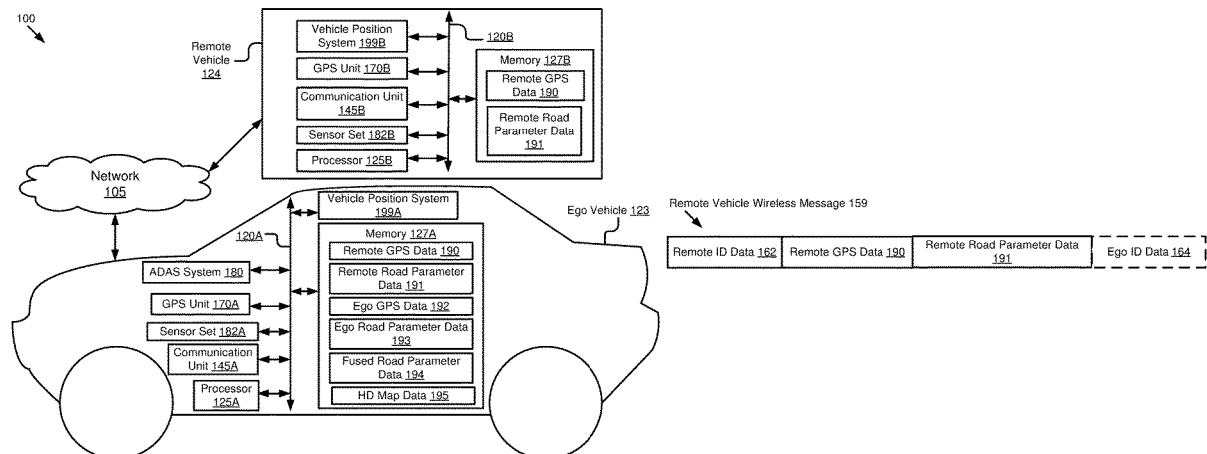 100
Remote
Vehicle
124
Vehicle Position
System 199B
GPS Unit 170B
Communication Unit
145B
Sensor Set 182B
Processor 125B
120B
Memory 127B
Remote GPS
Data 190
Remote Road
Parameter Data
191
Network
105
Vehicle Position System
199A
120A
ADAS System 180
GPS Unit 170A
Sensor Set 182A
Communication
Unit 145A
Processor
125A
Memory 127A
Remote GPS Data 190
Remote Road Parameter
Data 191
Ego GPS Data 192
Ego Road Parameter Data
193
Fused Road Parameter
Data 194
HD Map Data 195
Ego Vehicle 123
Remote Vehicle Wireless Message 159
Remote ID Data 162
Remote GPS Data 190
Remote Road Parameter Data
191
Ego ID Data 164